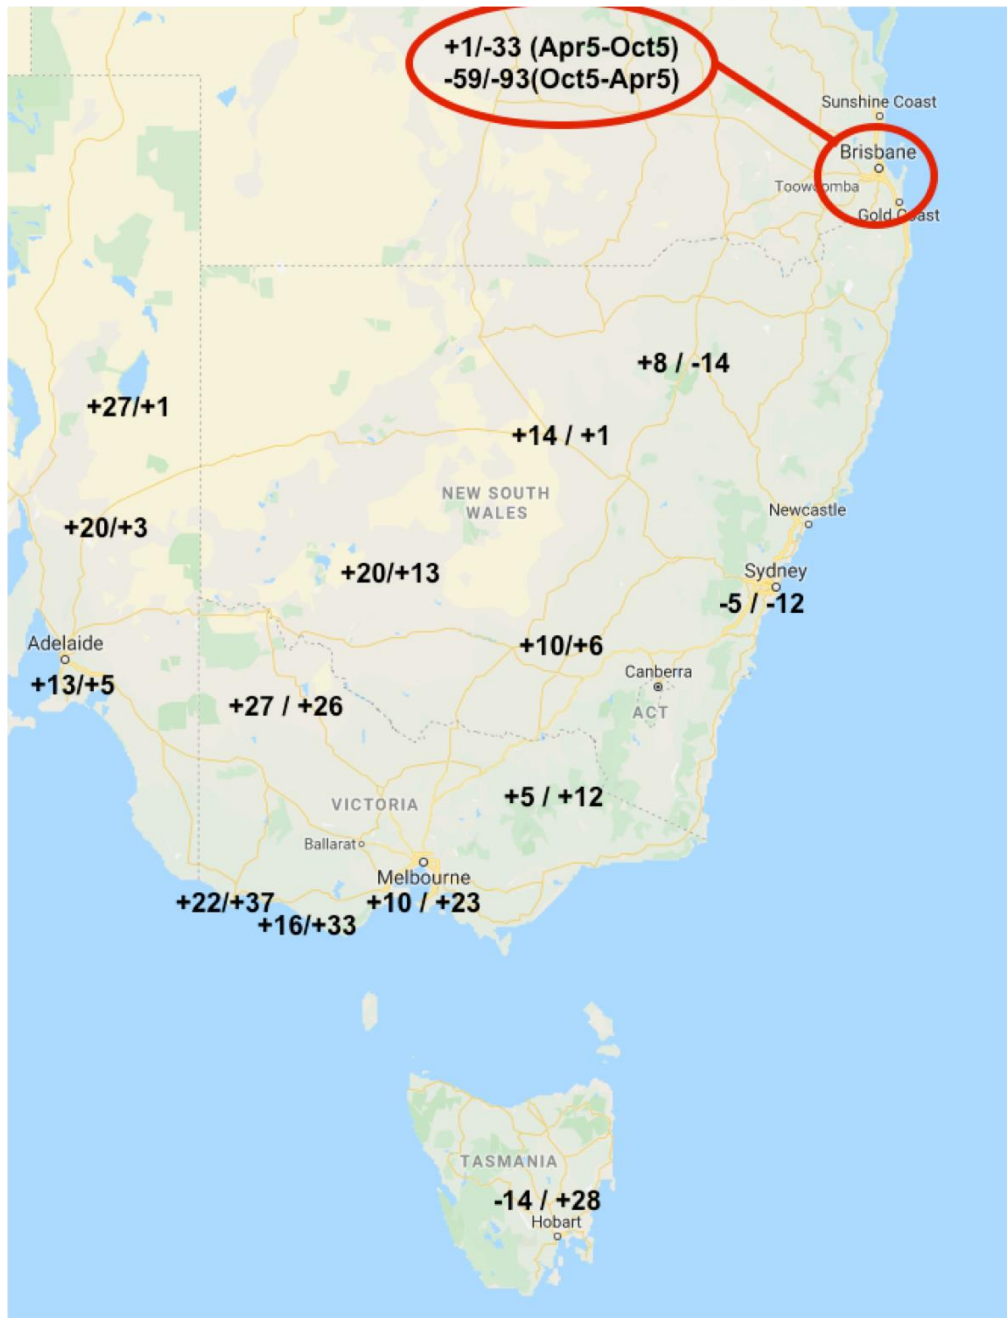 +1/-33 (Apr5-Oct5)
-59/-93(Oct5-Apr5)
Sunshine Coast
Brisbane
Toowoomba
Gold Coast
+8 / -14
+27/+1
+14 / +1
NEW SOUTH
WALES
Newcastle
+20/+3
+20/+13
Sydney
-5 / -12
Adelaide
+10/+6
Canberra
+13/+5
+27 / +26
ACT
+5 / +12
VICTORIA
Ballarat
Melbourne
+22/+37
+10 / +23
+16/+33
TASMANIA
-14 / +28
Hobart